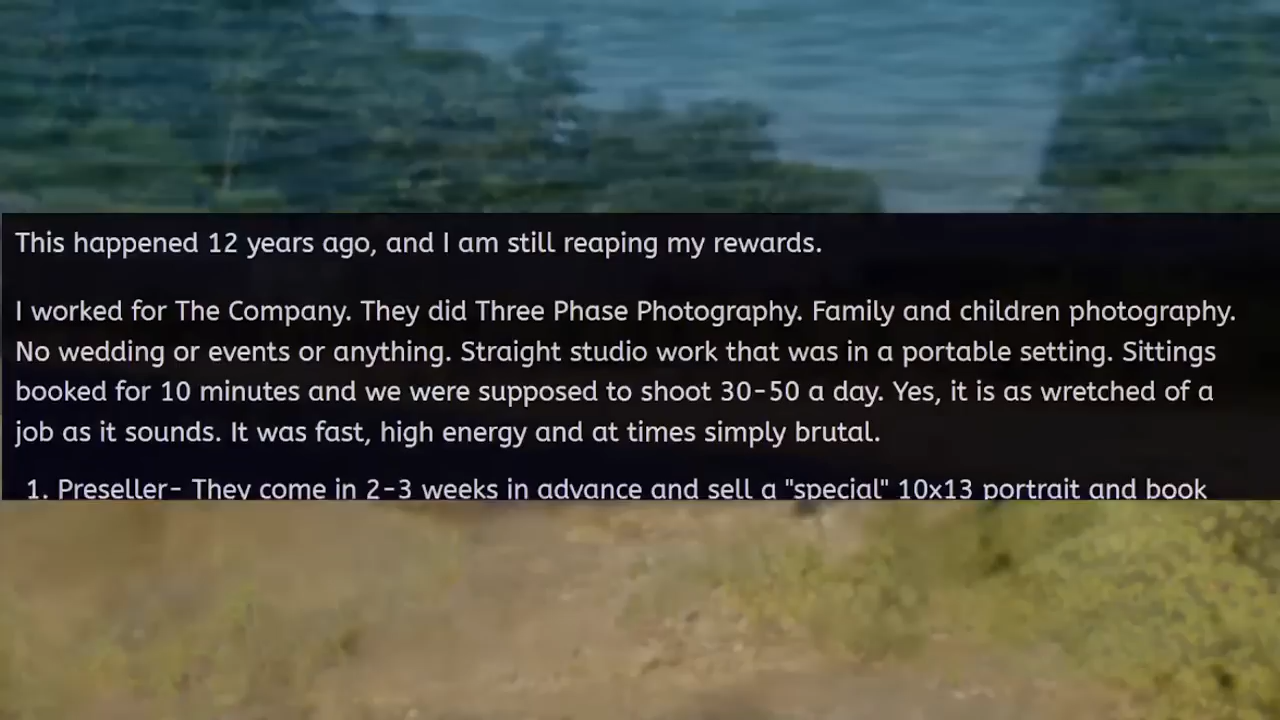 This happened 12 years ago, and I am still reaping my rewards.
I worked for The Company. They did Three Phase Photography. Family and children photography.
No wedding or events or anything. Straight studio work that was in a portable setting. Sittings
booked for 10 minutes and we were supposed to shoot 30-50 a day. Yes, it is as wretched of a
job as it sounds. It was fast, high energy and at times simply brutal.
1. Preseller- They come in 2-3 weeks in advance and sell a "special" 10x13 portrait and book